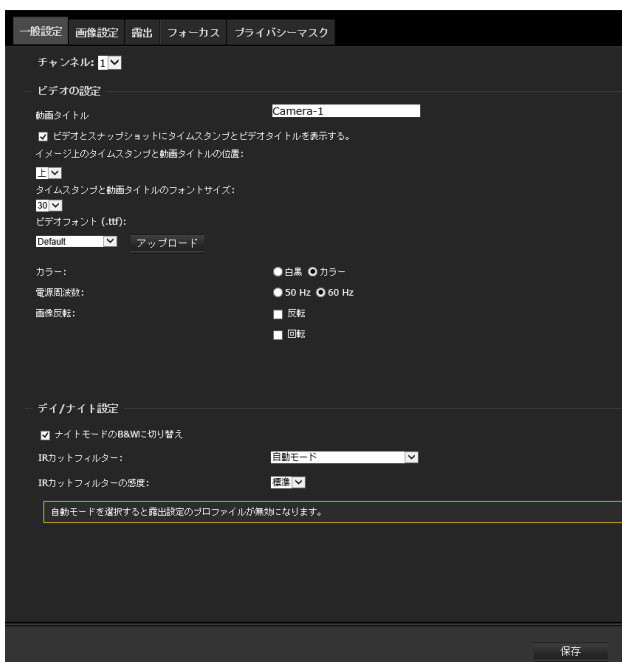 一般設定 画像設定 露出 フォーカス プライバシーマスク
チャンネル: 1
ビデオの設定
動画タイトル Camera-1
ビデオとスナップショットにタイムスタンプとビデオタイトルを表示する。
イメージ上のタイムスタンプと動画タイトルの位置:
上
タイムスタンプと動画タイトルのフォントサイズ:
30
ビデオフォント (.ttf):
Default アップロード
カラー: 白黒 カラー
電源周波数: 50 Hz 60 Hz
画像反転: 反転
回転
デイ/ナイト設定
ナイトモードのB&Wに切り替え
IRカットフィルター: 自動モード
IRカットフィルターの感度: 標準
自動モードを選択すると露出設定のプロファイルが無効になります。
保存